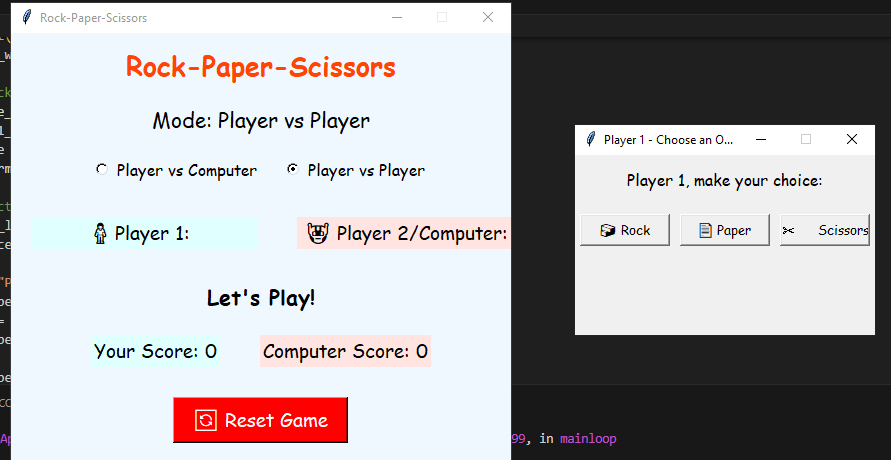 Rock-Paper-Scissors
Rock-Paper-Scissors
Mode: Player vs Player
Player vs Computer Player vs Player
Player 1: Player 2/Computer:
Let's Play!
Your Score: 0 Computer Score: 0
Reset Game
Player 1 - Choose an O...
Player 1, make your choice:
Rock Paper Scissors
99, in mainloop